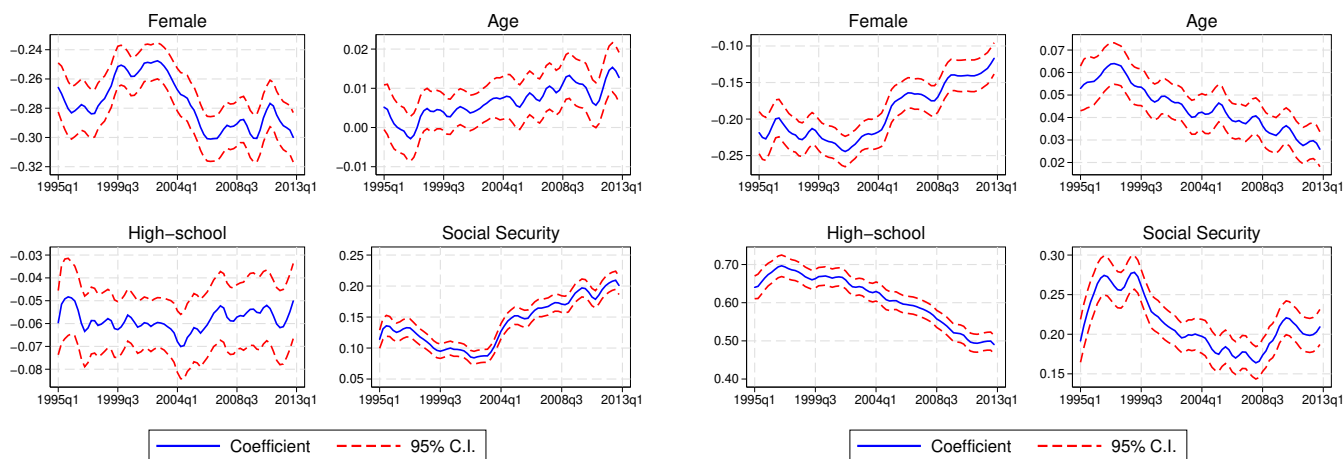 Female
−0.24
−0.26
−0.28
−0.30
−0.32
1995q1 1999q3 2004q1 2008q3 2013q1
Age
0.02
0.01
0.00
−0.01
1995q1 1999q3 2004q1 2008q3 2013q1
High−school
−0.03
−0.04
−0.05
−0.06
−0.07
−0.08
1995q1 1999q3 2004q1 2008q3 2013q1
Social Security
0.25
0.20
0.15
0.10
0.05
1995q1 1999q3 2004q1 2008q3 2013q1
Coefficient 95% C.I.
Female
−0.10
−0.15
−0.20
−0.25
1995q1 1999q3 2004q1 2008q3 2013q1
Age
0.07
0.06
0.05
0.04
0.03
0.02
1995q1 1999q3 2004q1 2008q3 2013q1
High−school
0.70
0.60
0.50
0.40
1995q1 1999q3 2004q1 2008q3 2013q1
Social Security
0.30
0.25
0.20
0.15
1995q1 1999q3 2004q1 2008q3 2013q1
Coefficient 95% C.I.